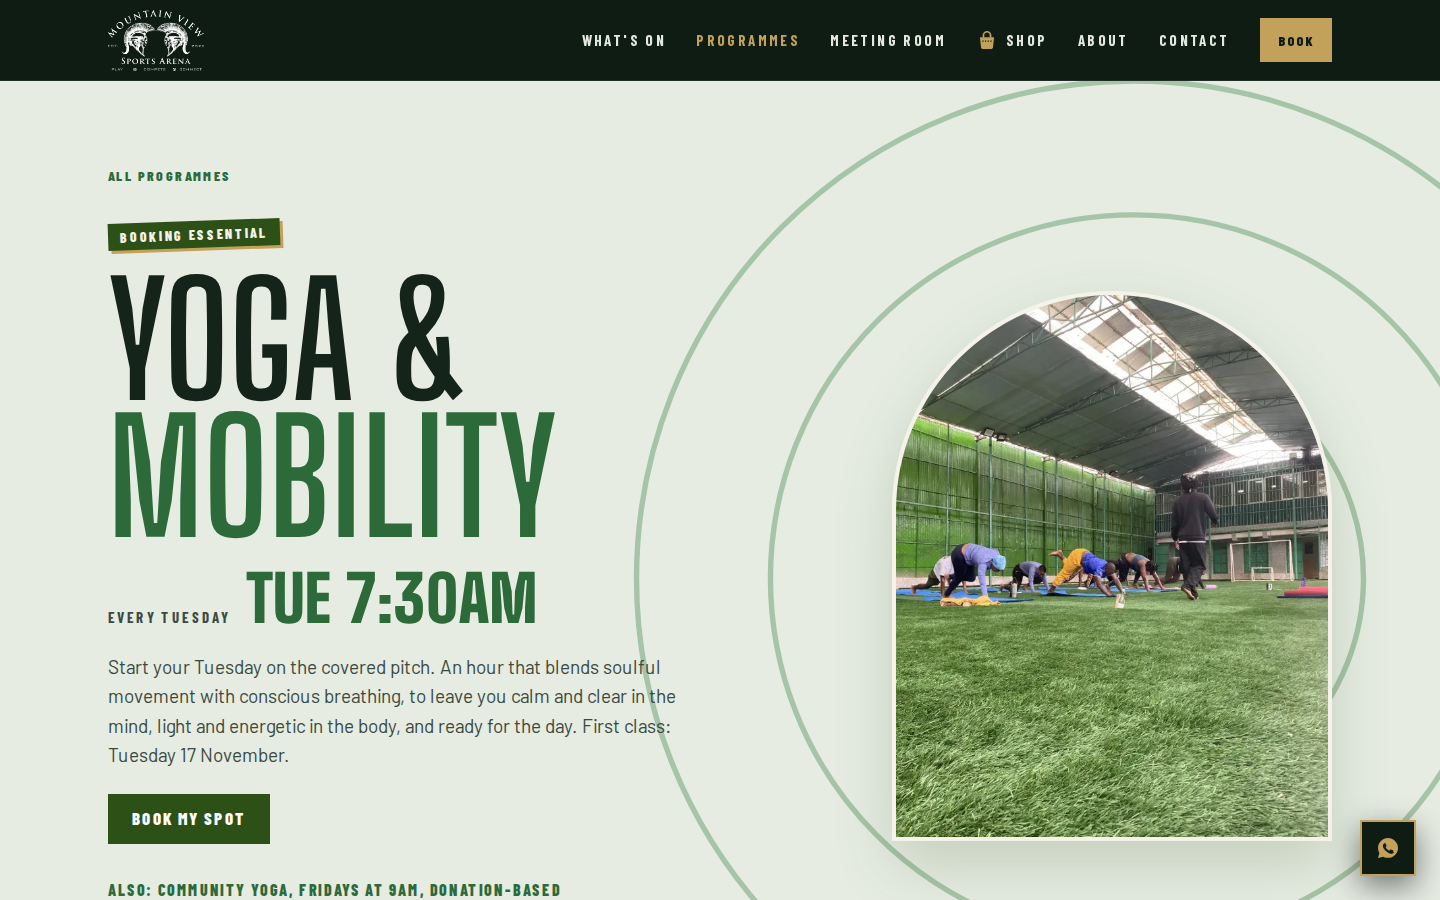 MOUNTAIN VIEW
SPORTS ARENA
WHAT'S ON
PROGRAMMES
MEETING ROOM
SHOP
ABOUT
CONTACT
BOOK
ALL PROGRAMMES
BOOKING ESSENTIAL
YOGA &
MOBILITY
EVERY TUESDAY TUE 7:30AM
Start your Tuesday on the covered pitch. An hour that blends soulful
movement with conscious breathing, to leave you calm and clear in the
mind, light and energetic in the body, and ready for the day. First class:
Tuesday 17 November.
BOOK MY SPOT
ALSO: COMMUNITY YOGA, FRIDAYS AT 9AM, DONATION-BASED